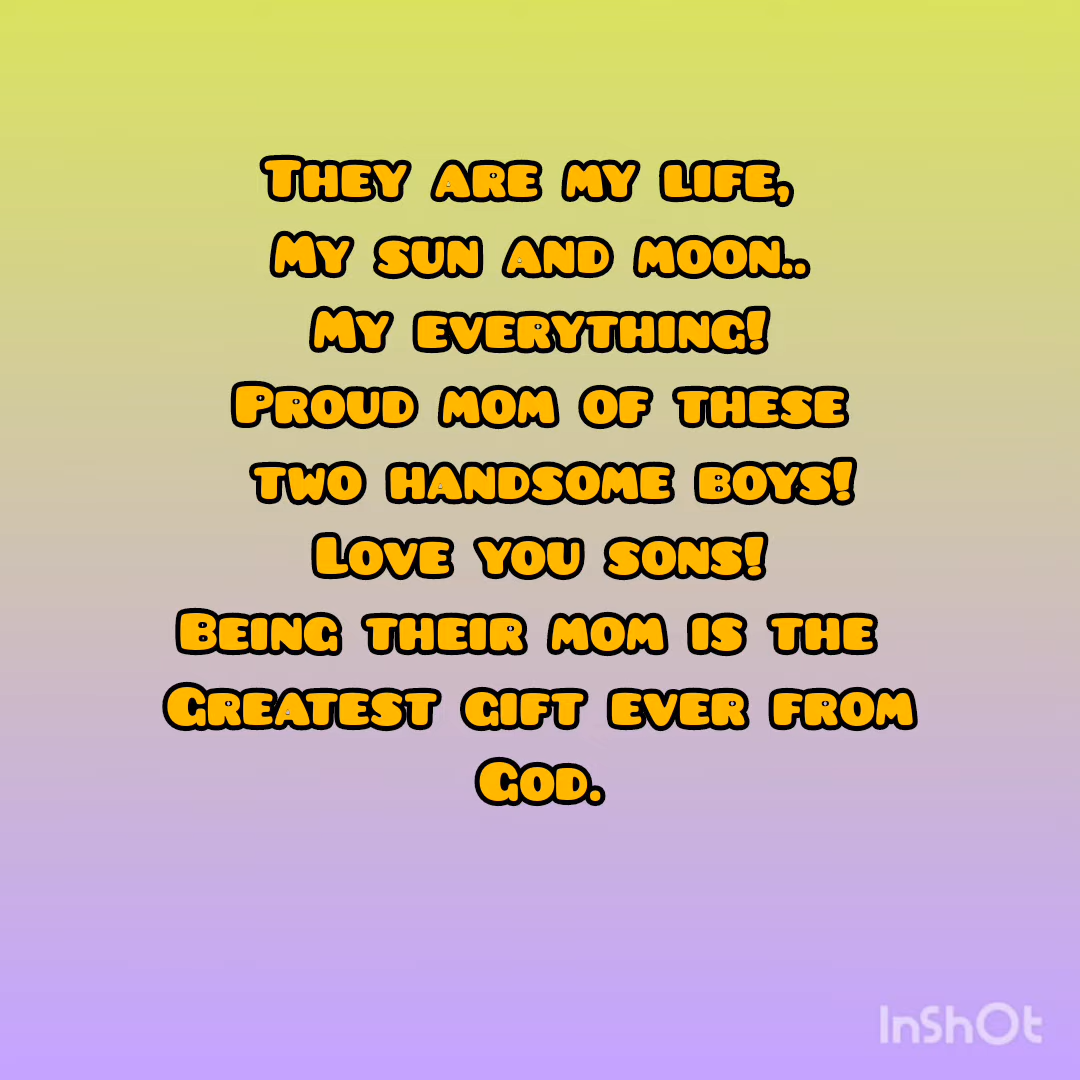 They are my life,
My sun and moon..
My everything!
Proud mom of these
two handsome boys!
Love you sons!
Being their mom is the
Greatest gift ever from
God.
InShOt